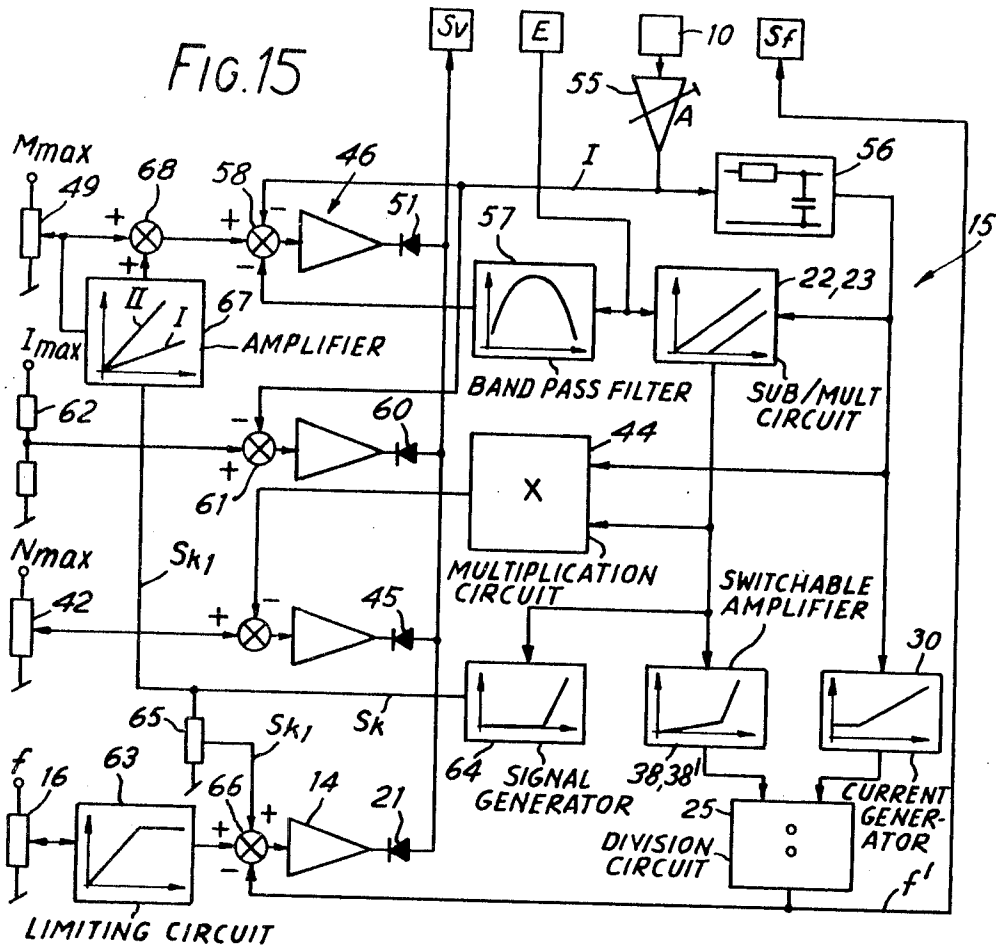 FIG. 15
Sv
E
10
Sf
55
A
Mmax
49
68
58
46
51
I
56
15
+
+
+
-
-
II
I
67
AMPLIFIER
57
BAND PASS FILTER
22,23
SUB/MULT
CIRCUIT
Imax
62
-
+
61
60
44
X
MULTIPLICATION
CIRCUIT
Nmax
42
Sk1
+
-
45
SWITCHABLE
AMPLIFIER
30
65
Sk1
Sk
64
SIGNAL
GENERATOR
38,38'
CURRENT
GENER-
ATOR
f
16
63
66
+
+
-
14
21
25
DIVISION
CIRCUIT
f'
LIMITING CIRCUIT